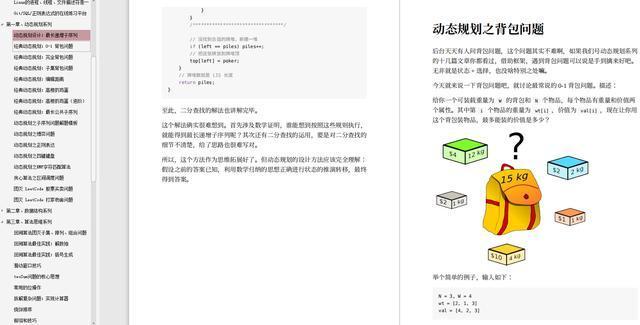 Linux的进程、线程、文件描述符是一
Git/SQL/正则表达式的在线练习平台
第一章、动态规划系列
动态规划设计：最长递增子序列
经典动态规划：0-1 背包问题
经典动态规划：完全背包问题
经典动态规划：子集背包问题
经典动态规划：编辑距离
经典动态规划：高楼扔鸡蛋
经典动态规划：高楼扔鸡蛋（进阶）
经典动态规划：最长公共子序列
动态规划之子序列问题解题模板
动态规划之博弈问题
动态规划之正则表达
动态规划之四键键盘
动态规划之KMP字符匹配算法
贪心算法之区间调度问题
团灭 LeetCode 股票买卖问题
团灭 LeetCode 打家劫舍问题
第二章、数据结构系列
第三章、算法思维系列
回溯算法团灭子集、排列、组合问题
回溯算法最佳实践：解数独
回溯算法最佳实践：括号生成
滑动窗口技巧
twoSum问题的核心思想
常用的位操作
拆解复杂问题：实现计算器
烧饼排序
前缀和技巧
}
}
/*********************************/
// 没找到合适的牌堆，新建一堆
if (left == piles) piles++;
// 把这张牌放到牌堆顶
top[left] = poker;
}
// 牌堆数就是 LIS 长度
return piles;
}
至此，二分查找的解法也讲解完毕。
这个解法确实很难想到。首先涉及数学证明，谁能想到按照这些规则执行，
就能得到最长递增子序列呢？其次还有二分查找的运用，要是对二分查找的
细节不清楚，给了思路也很难写对。
所以，这个方法作为思维拓展好了。但动态规划的设计方法应该完全理解：
假设之前的答案已知，利用数学归纳的思想正确进行状态的推演转移，最终
得到答案。
动态规划之背包问题
后台天天有人问背包问题，这个问题其实不难啊，如果我们号动态规划系列
的十几篇文章你都看过，借助框架，遇到背包问题可以说是手到擒来好吧。
无非就是状态 + 选择，也没啥特别之处嘛。
今天就来说一下背包问题吧，就讨论最常说的 0-1 背包问题。描述：
给你一个可装载重量为 W 的背包和 N 个物品，每个物品有重量和价值两
个属性。其中第 i 个物品的重量为 wt[i]，价值为 val[i]，现在让你用
这个背包装物品，最多能装的价值是多少？
?
$4 12 kg
$2 2 kg
15 kg
$2 1 kg
$1 1 kg
$10 4 kg
举个简单的例子，输入如下：
N = 3, W = 4
wt = [2, 1, 3]
val = [4, 2, 3]